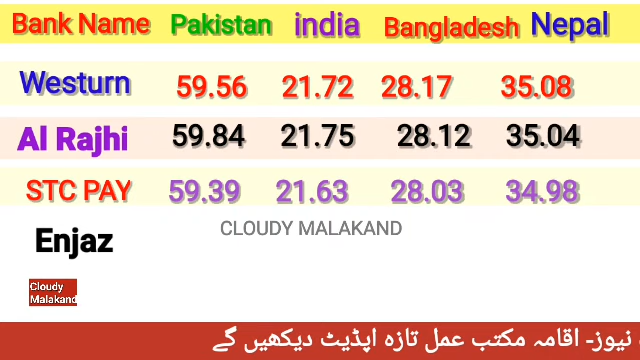 Bank Name Pakistan india Bangladesh Nepal
Westurn 59.56 21.72 28.17 35.08
Al Rajhi 59.84 21.75 28.12 35.04
STC PAY 59.39 21.63 28.03 34.98
Enjaz CLOUDY MALAKAND
Cloudy
Malakand
نیوز- اقامہ مکتب عمل تازہ اپڈیٹ دیکھیں گے